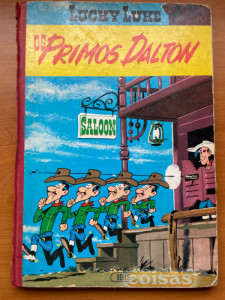 LUCKY LUKE
OS PRIMOS DALTON
SALOON
coisas